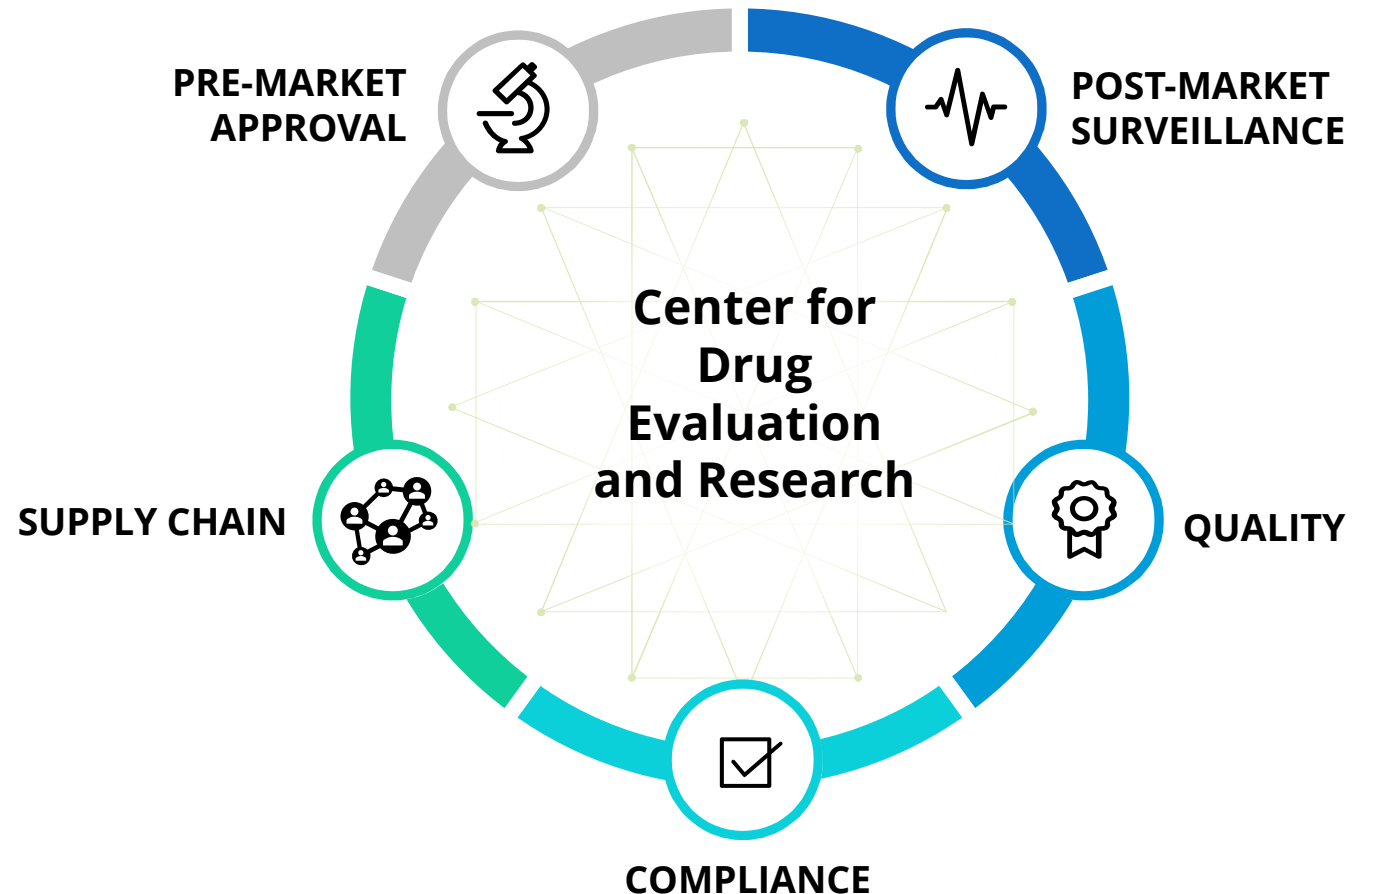 PRE-MARKET
APPROVAL
POST-MARKET
SURVEILLANCE
Center for
Drug
Evaluation
and Research
SUPPLY CHAIN
QUALITY
COMPLIANCE